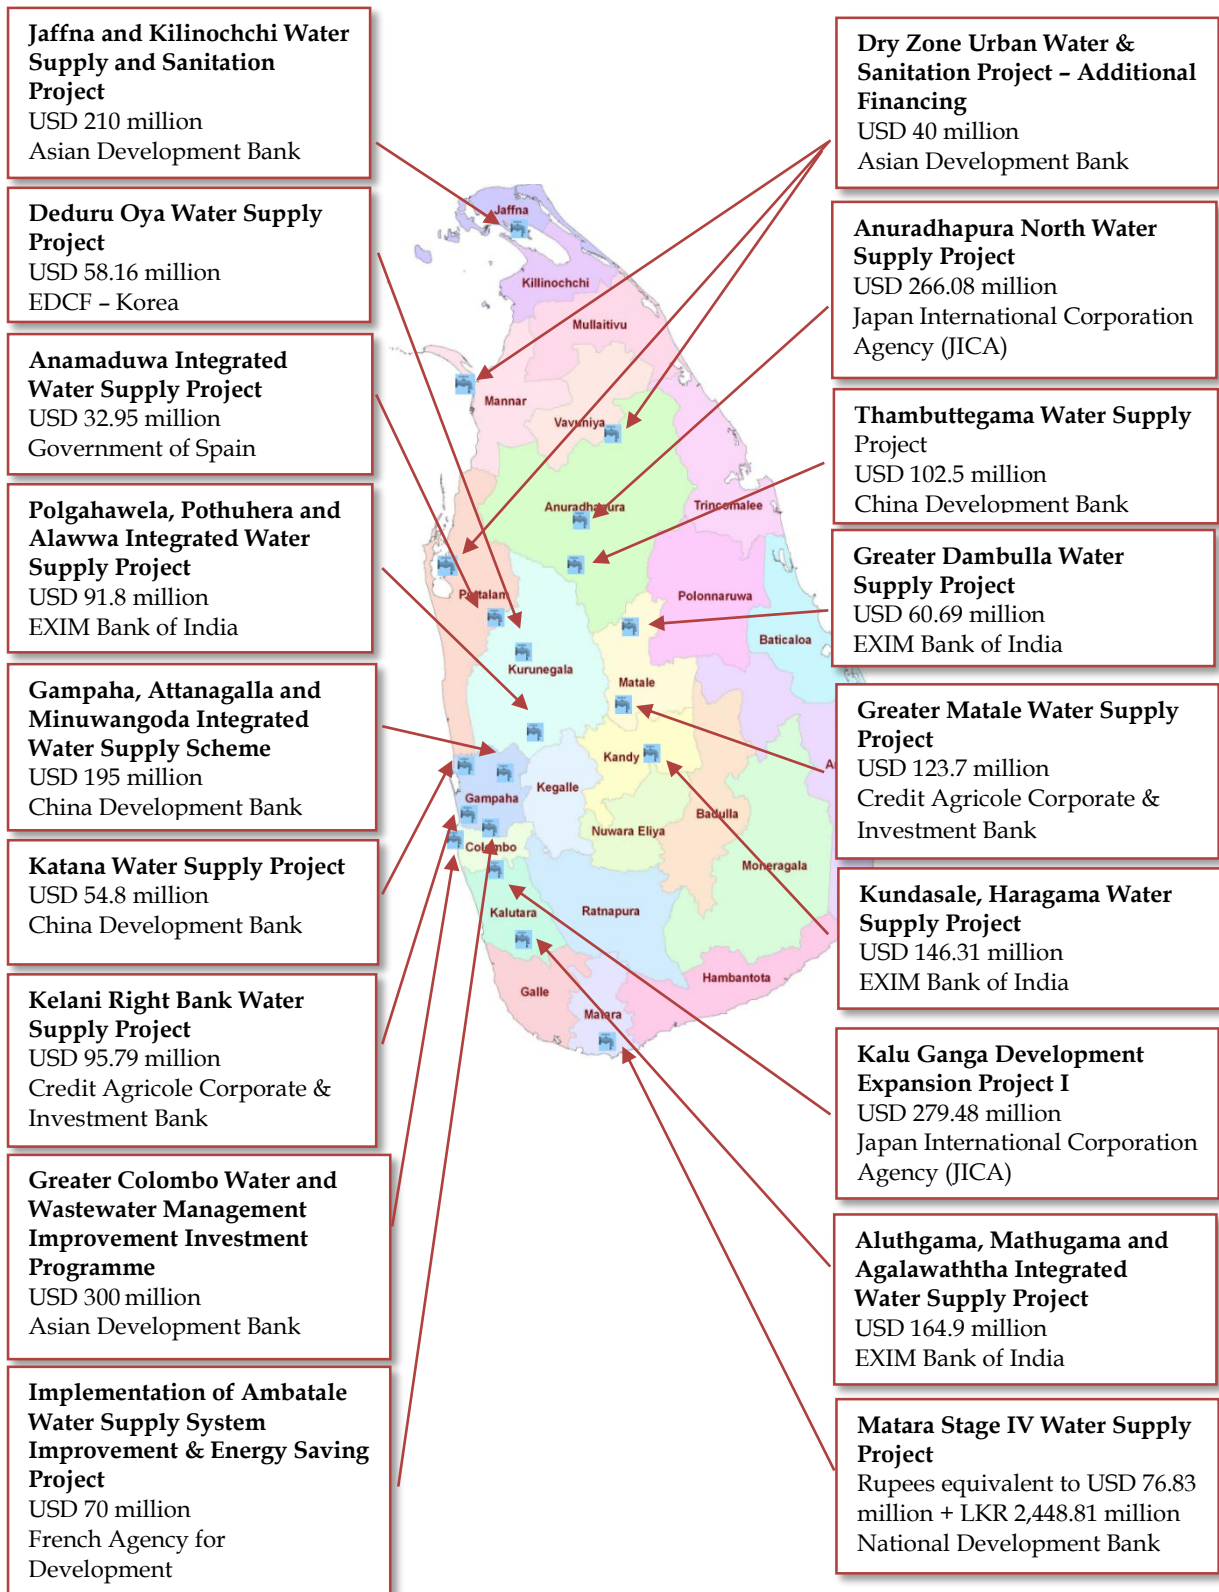 Jaffna and Kilinochchi Water
Supply and Sanitation
Project
USD 210 million
Asian Development Bank
Deduru Oya Water Supply
Project
USD 58.16 million
EDCF – Korea
Anamaduwa Integrated
Water Supply Project
USD 32.95 million
Government of Spain
Polgahawela, Pothuhera and
Alawwa Integrated Water
Supply Project
USD 91.8 million
EXIM Bank of India
Gampaha, Attanagalla and
Minuwangoda Integrated
Water Supply Scheme
USD 195 million
China Development Bank
Katana Water Supply Project
USD 54.8 million
China Development Bank
Kelani Right Bank Water
Supply Project
USD 95.79 million
Credit Agricole Corporate &
Investment Bank
Greater Colombo Water and
Wastewater Management
Improvement Investment
Programme
USD 300 million
Asian Development Bank
Implementation of Ambatale
Water Supply System
Improvement & Energy Saving
Project
USD 70 million
French Agency for
Development
Jaffna
Killinochchi
Mullaitivu
Mannar
Vavuniya
Anuradhapura
Trincomalee
Puttalam
Polonnaruwa
Baticaloa
Kurunegala
Matale
Kandy
Kegalle
Gampaha
Nuwara Eliya
Badulla
Colombo
Moneragala
Kalutara
Ratnapura
Galle
Matara
Hambantota
Dry Zone Urban Water &
Sanitation Project – Additional
Financing
USD 40 million
Asian Development Bank
Anuradhapura North Water
Supply Project
USD 266.08 million
Japan International Corporation
Agency (JICA)
Thambuttegama Water Supply
Project
USD 102.5 million
China Development Bank
Greater Dambulla Water
Supply Project
USD 60.69 million
EXIM Bank of India
Greater Matale Water Supply
Project
USD 123.7 million
Credit Agricole Corporate &
Investment Bank
Kundasale, Haragama Water
Supply Project
USD 146.31 million
EXIM Bank of India
Kalu Ganga Development
Expansion Project I
USD 279.48 million
Japan International Corporation
Agency (JICA)
Aluthgama, Mathugama and
Agalawaththa Integrated
Water Supply Project
USD 164.9 million
EXIM Bank of India
Matara Stage IV Water Supply
Project
Rupees equivalent to USD 76.83
million + LKR 2,448.81 million
National Development Bank